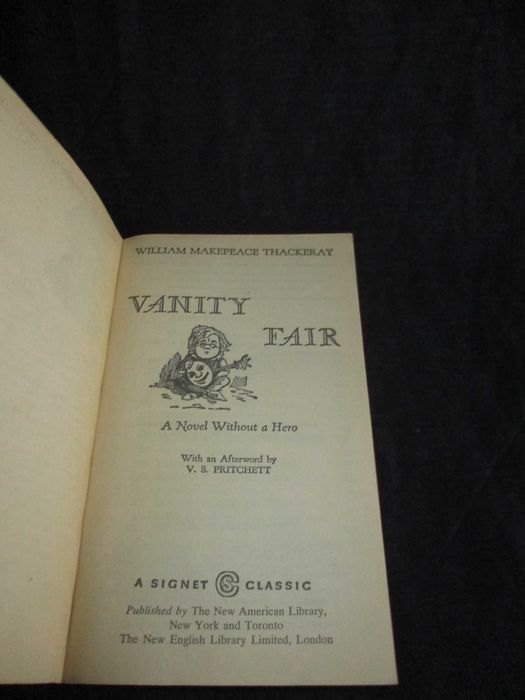 WILLIAM MAKEPEACE THACKERAY
VANITY
FAIR
A Novel Without a Hero
With an Afterword by
V. S. PRITCHETT
A SIGNET CS CLASSIC
Published by The New American Library,
New York and Toronto
The New English Library Limited, London